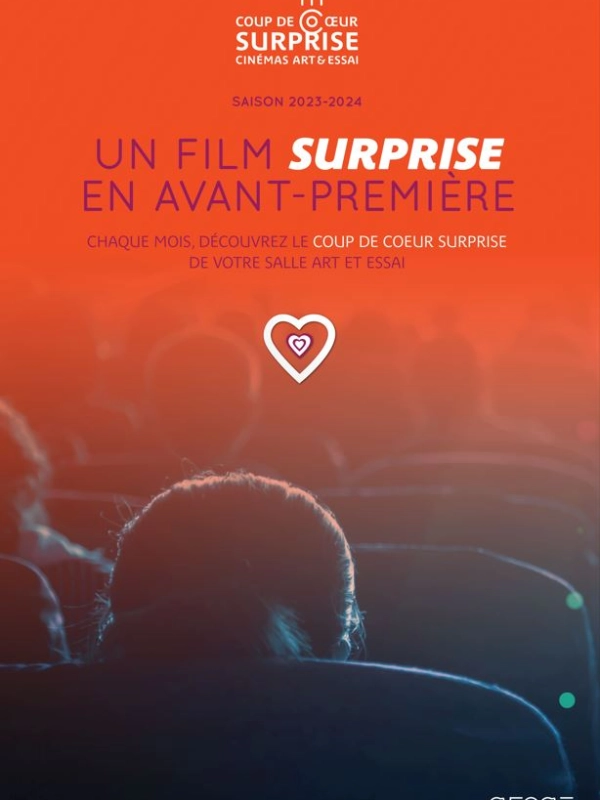 COUP DE CŒUR
SURPRISE
CINÉMAS ART & ESSAI
SAISON 2023-2024
UN FILM SURPRISE
EN AVANT-PREMIÈRE
CHAQUE MOIS, DÉCOUVREZ LE COUP DE COEUR SURPRISE
DE VOTRE SALLE ART ET ESSAI